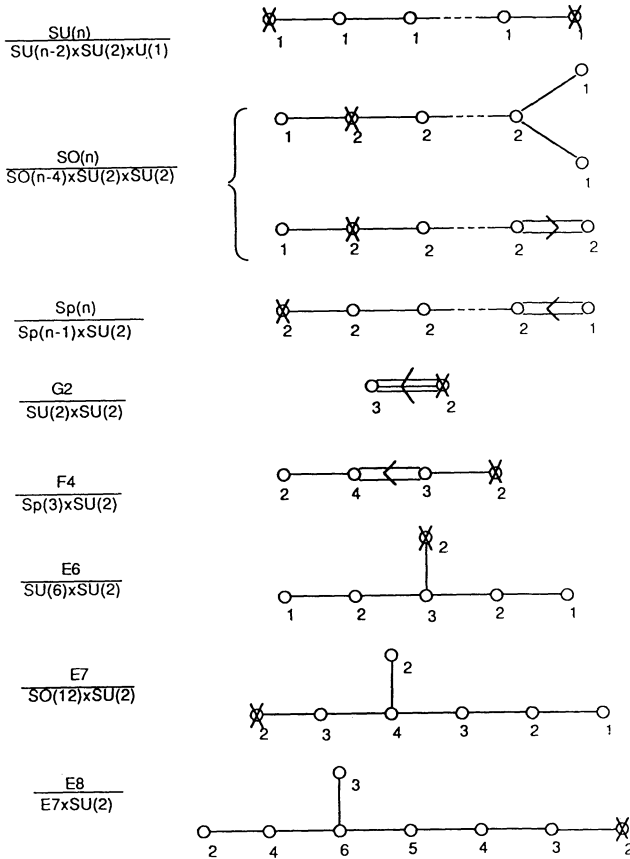 SU(n)
SU(n-2)xSU(2)xU(1)
1 1 1 1 1
SO(n)
SO(n-4)xSU(2)xSU(2)
1
1 2 2 2
1
1 2 2 2 2
Sp(n)
Sp(n-1)xSU(2)
2 2 2 2 1
G2
SU(2)xSU(2)
3 2
F4
Sp(3)xSU(2)
2 4 3 2
E6
SU(6)xSU(2)
2
1 2 3 2 1
E7
SO(12)xSU(2)
2
2 3 4 3 2 1
E8
E7xSU(2)
3
2 4 6 5 4 3 2